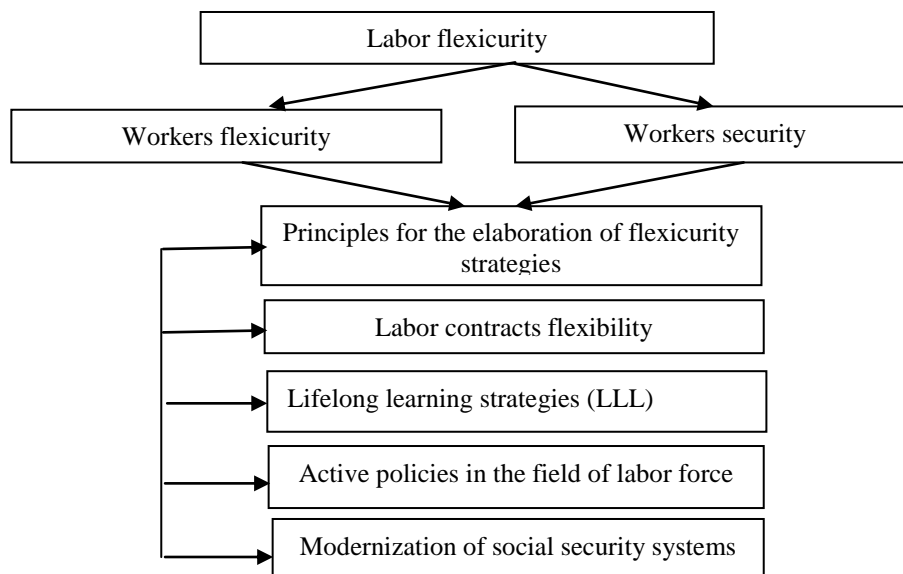 Labor flexicurity
Workers flexicurity
Workers security
Principles for the elaboration of flexicurity
strategies
Labor contracts flexibility
Lifelong learning strategies (LLL)
Active policies in the field of labor force
Modernization of social security systems